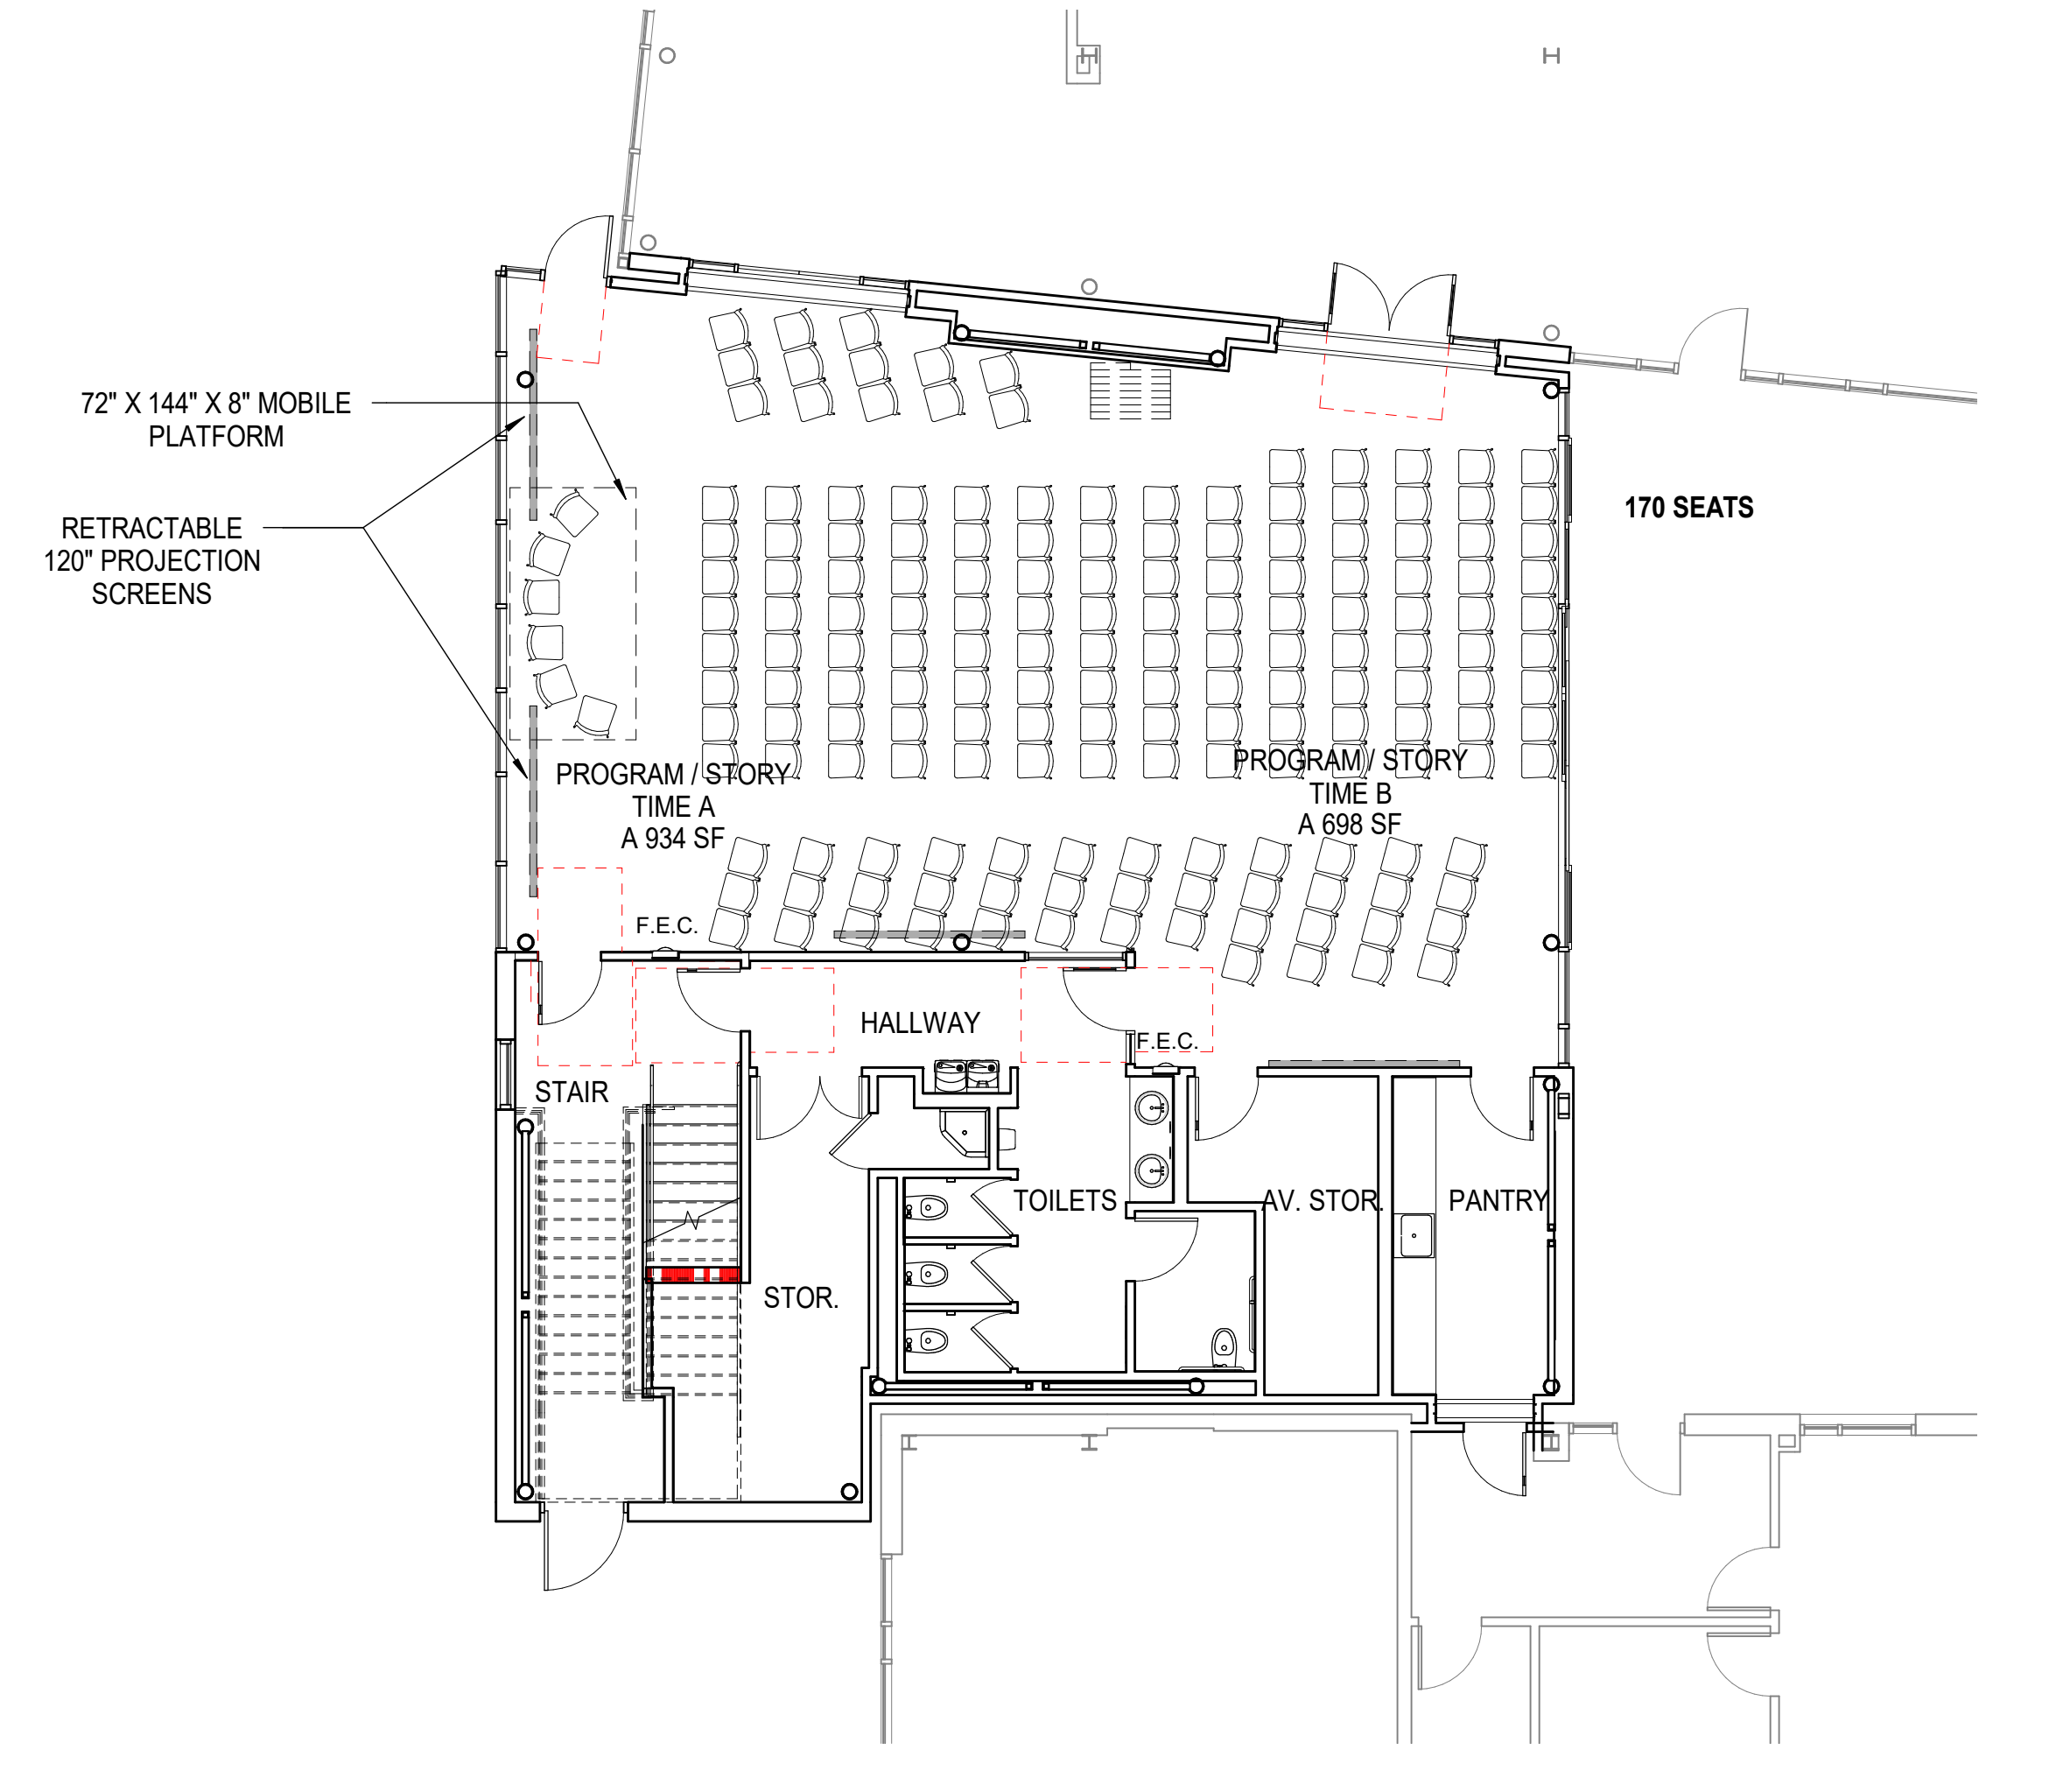 72" X 144" X 8" MOBILE
PLATFORM
RETRACTABLE
120" PROJECTION
SCREENS
170 SEATS
PROGRAM / STORY
TIME A
A 934 SF
PROGRAM / STORY
TIME B
A 698 SF
F.E.C.
HALLWAY
F.E.C.
STAIR
TOILETS
AV. STOR.
PANTRY
STOR.